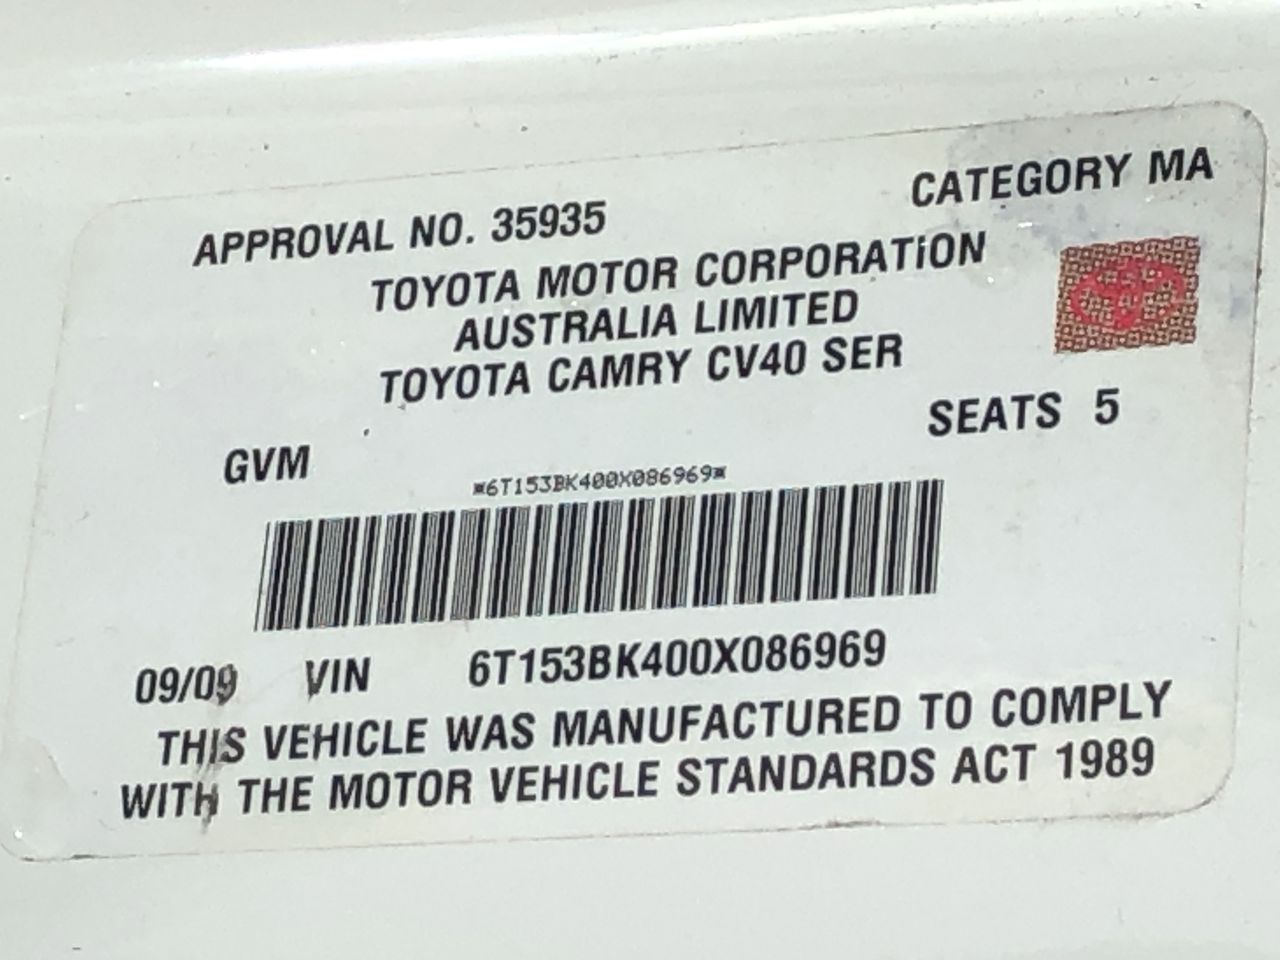 APPROVAL NO. 35935
CATEGORY MA
TOYOTA MOTOR CORPORATION
AUSTRALIA LIMITED
TOYOTA CAMRY CV40 SER
SEATS 5
GVM
*6T153BK400X086969*
09/09 VIN 6T153BK400X086969
THIS VEHICLE WAS MANUFACTURED TO COMPLY
WITH THE MOTOR VEHICLE STANDARDS ACT 1989